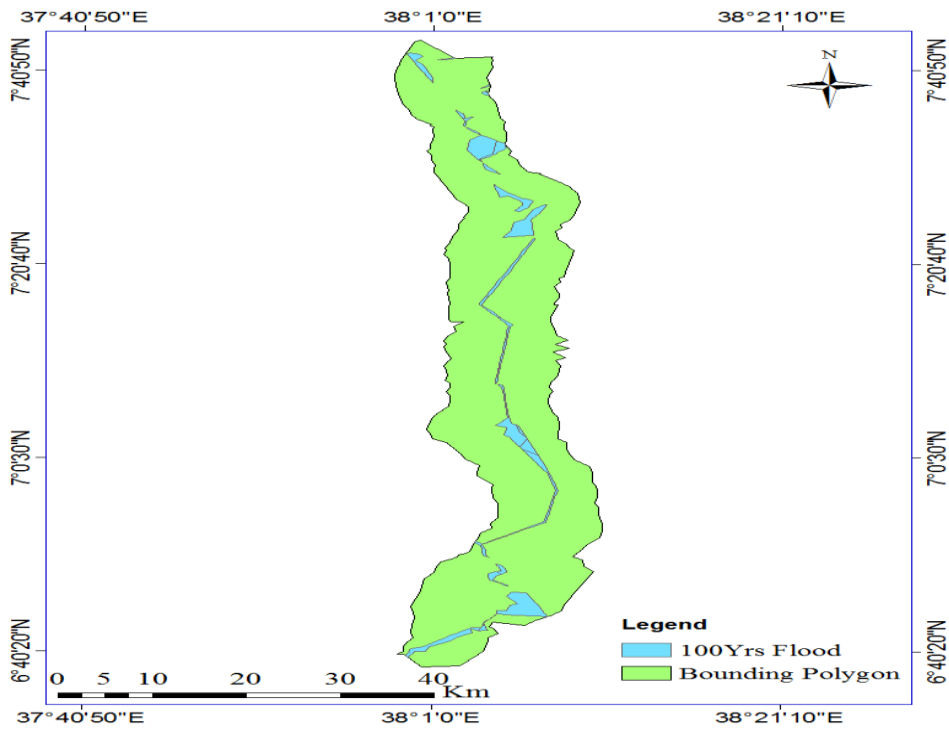 37°40'50"E 38°1'0"E 38°21'10"E
N
7°40'50"N 7°40'50"N
7°20'40"N 7°20'40"N
7°0'30"N 7°0'30"N
6°40'20"N 6°40'20"N
Legend
100Yrs Flood
Bounding Polygon
0 5 10 20 30 40
Km
37°40'50"E 38°1'0"E 38°21'10"E